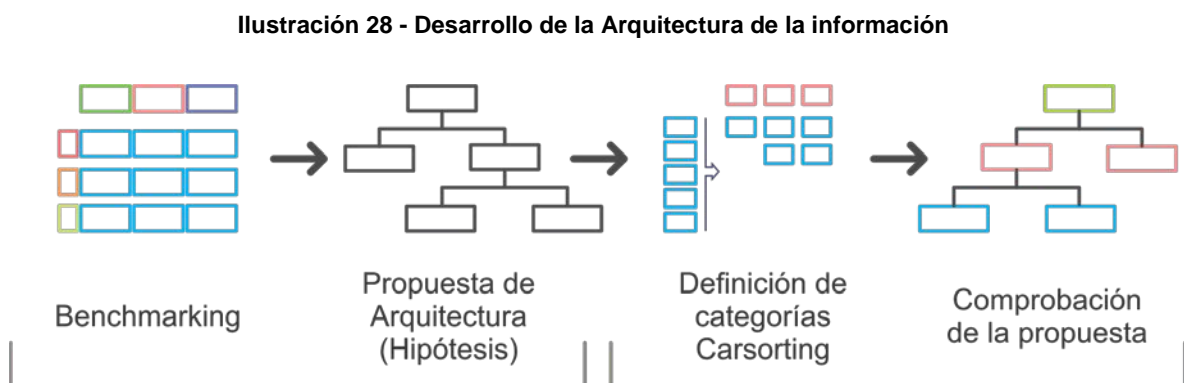 Ilustración 28 - Desarrollo de la Arquitectura de la información
Benchmarking
Propuesta de
Arquitectura
(Hipótesis)
Definición de
categorías
Carsorting
Comprobación
de la propuesta